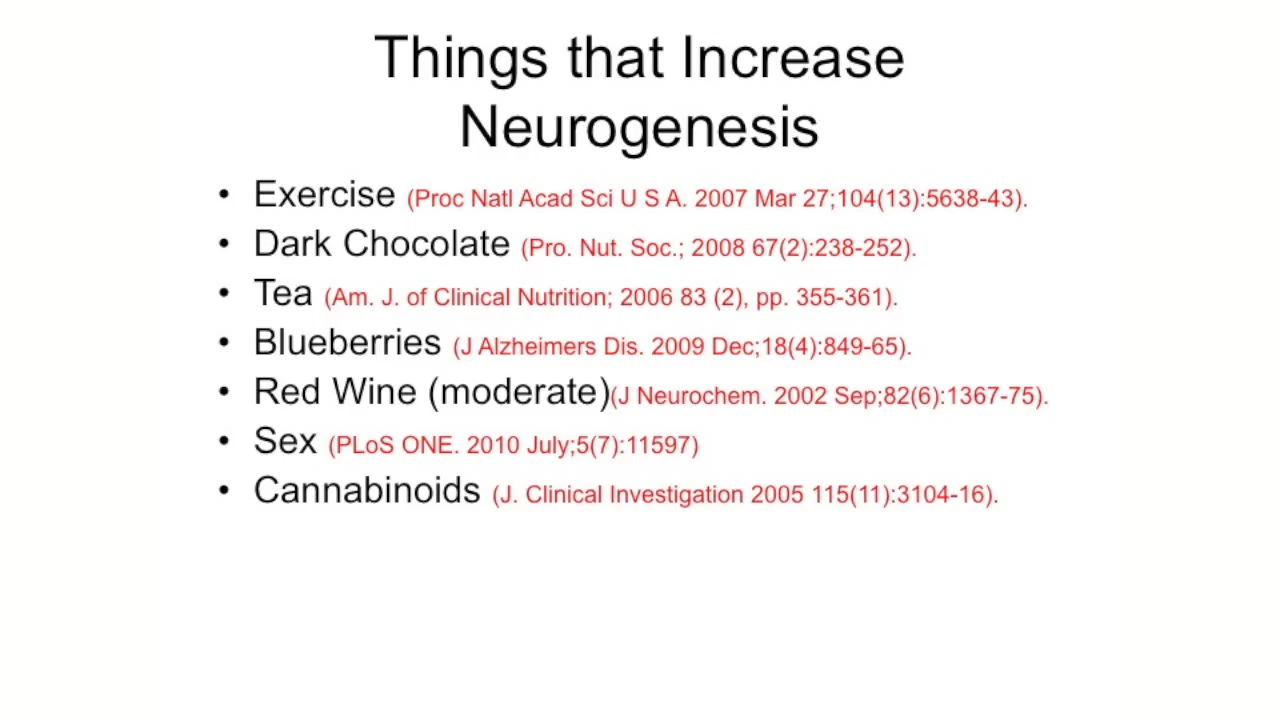 Things that Increase
Neurogenesis
• Exercise (Proc Natl Acad Sci U S A. 2007 Mar 27;104(13):5638-43).
• Dark Chocolate (Pro. Nut. Soc.; 2008 67(2):238-252).
• Tea (Am. J. of Clinical Nutrition; 2006 83 (2), pp. 355-361).
• Blueberries (J Alzheimers Dis. 2009 Dec;18(4):849-65).
• Red Wine (moderate)(J Neurochem. 2002 Sep;82(6):1367-75).
• Sex (PLoS ONE. 2010 July;5(7):11597)
• Cannabinoids (J. Clinical Investigation 2005 115(11):3104-16).